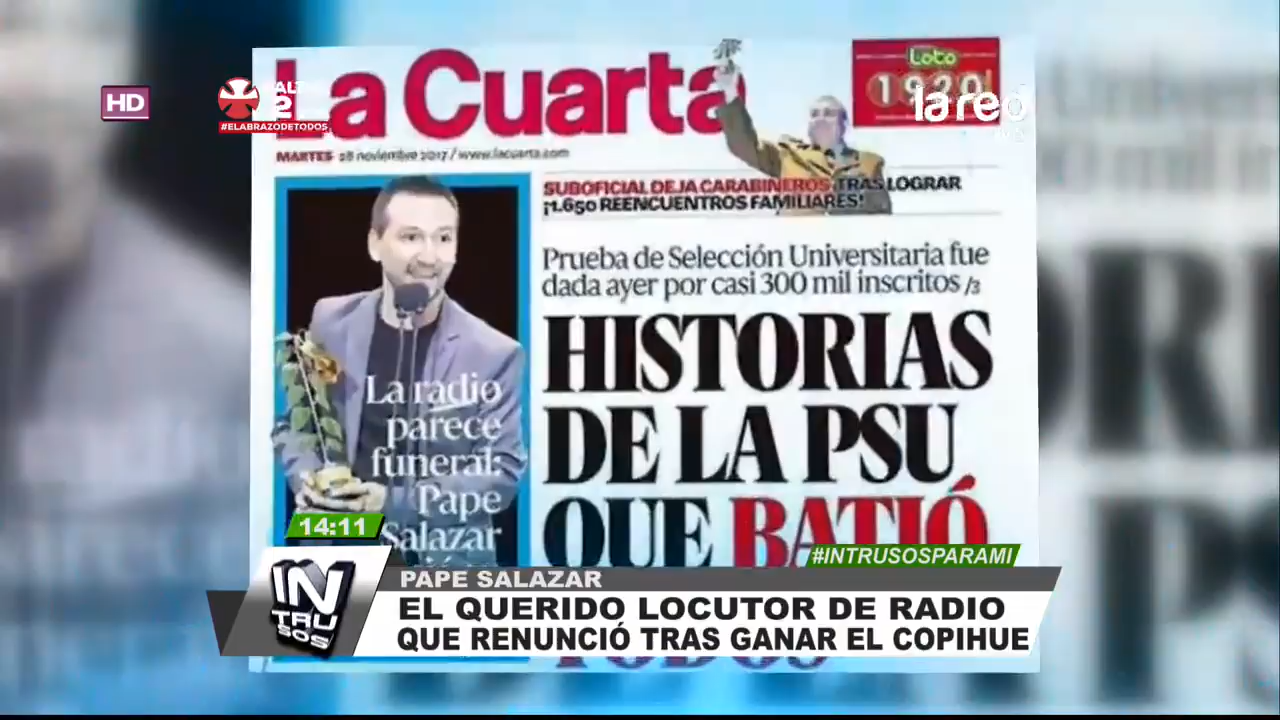 HD
#ELABRAZODETODOS
La Cuarta
Loto
la red
MARTES 28 noviembre 2017 / www.lacuarta.com
SUBOFICIAL DEJA CARABINEROS TRAS LOGRAR
¡1.650 REENCUENTROS FAMILIARES!
Prueba de Selección Universitaria fue
dada ayer por casi 300 mil inscritos /3
HISTORIAS
DE LA PSU
QUE BATIÓ
La radio
parece
funeral:
Pape
Salazar
14:11
#INTRUSOSPARAMI
INTRUSOS
PAPE SALAZAR
EL QUERIDO LOCUTOR DE RADIO
QUE RENUNCIÓ TRAS GANAR EL COPIHUE